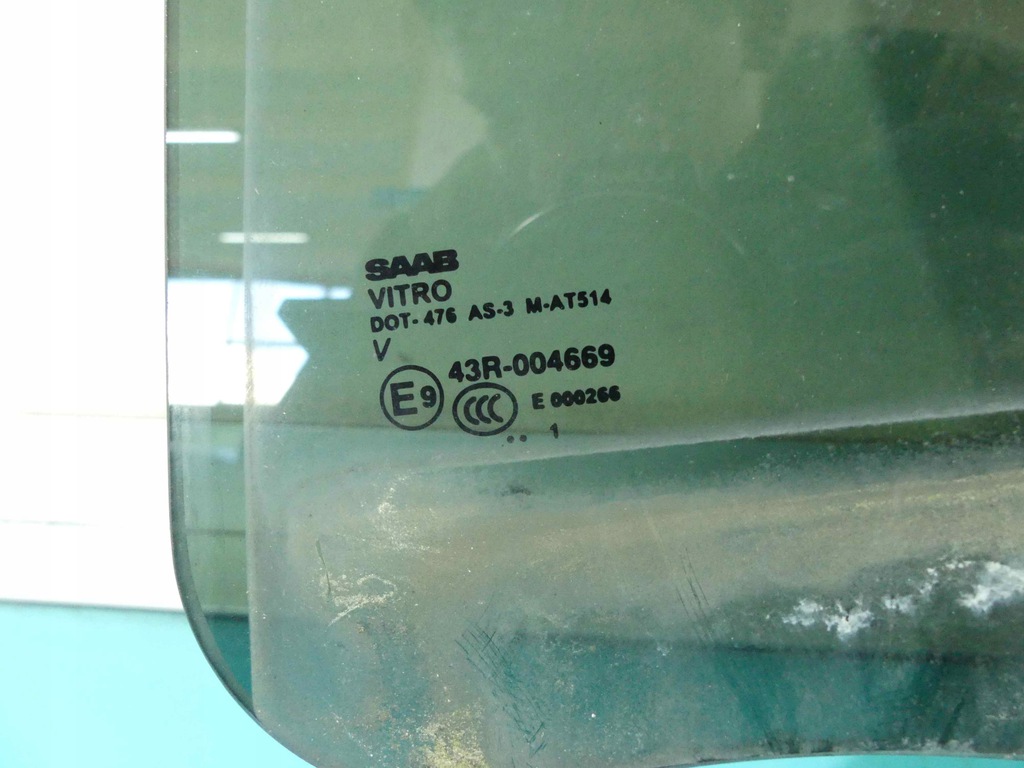 SAAB
VITRO
DOT-476 AS-3 M-AT514
V
43R-004669
E9 CCC E 000266
.. 1